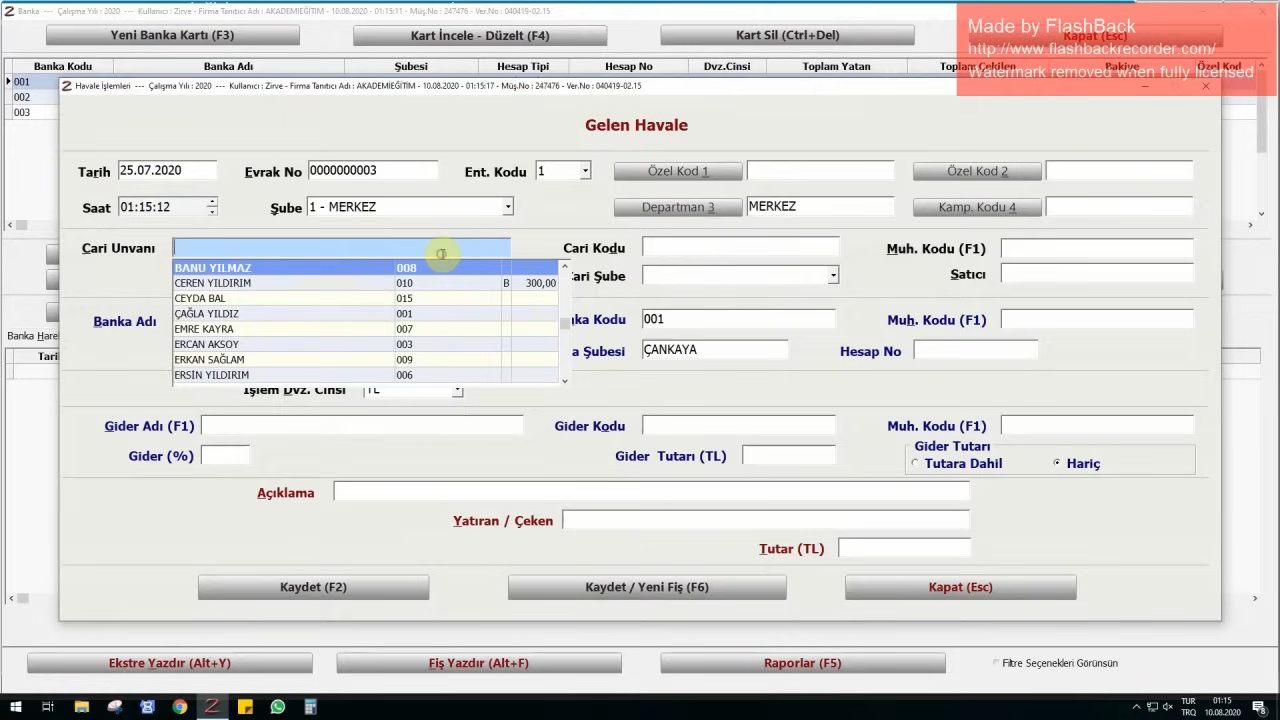 Banka --- Çalışma Yılı : 2020 --- Kullanıcı : Zirve - Firma Tanıtıcı Adı : AKADEMİEĞİTİM - 10.08.2020 - 01:15:11 - Müş.No : 247476 - Ver.No : 040419-02.15
Made by FlashBack
http://www.flashbackrecorder.com/
Watermark removed when fully licensed
Yeni Banka Kartı (F3)
Kart İncele - Düzelt (F4)
Kart Sil (Ctrl+Del)
Kapat (Esc)
Banka Kodu Banka Adı Şubesi Hesap Tipi Hesap No Dvz.Cinsi Toplam Yatan Toplam Çekilen Bakiye Özel Kod
001
002
003
Havale İşlemleri --- Çalışma Yılı : 2020 --- Kullanıcı : Zirve - Firma Tanıtıcı Adı : AKADEMİEĞİTİM - 10.08.2020 - 01:15:17 - Müş.No : 247476 - Ver.No : 040419-02.15
Gelen Havale
Tarih 25.07.2020 Evrak No 0000000003 Ent. Kodu 1 Özel Kod 1 Özel Kod 2
Saat 01:15:12 Şube 1 - MERKEZ Departman 3 MERKEZ Kamp. Kodu 4
Cari Unvanı Cari Kodu Muh. Kodu (F1)
BANU YILMAZ 008
Cari Şube Satıcı
CEREN YILDIRIM 010 B 300,00
CEYDA BAL 015
ÇAĞLA YILDIZ 001
EMRE KAYRA 007
ERCAN AKSOY 003
ERKAN SAĞLAM 009
ERSİN YILDIRIM 006
Banka Adı nka Kodu 001 Muh. Kodu (F1)
a Şubesi ÇANKAYA Hesap No
Banka Hare
Tari
İşlem Dvz. Cinsi TL
Gider Adı (F1) Gider Kodu Muh. Kodu (F1)
Gider (%) Gider Tutarı (TL) Gider Tutarı
Tutara Dahil Hariç
Açıklama
Yatıran / Çeken
Tutar (TL)
Kaydet (F2) Kaydet / Yeni Fiş (F6) Kapat (Esc)
Ekstre Yazdır (Alt+Y) Fiş Yazdır (Alt+F) Raporlar (F5) Filtre Seçenekleri Görünsün
TUR
TRQ
01:15
10.08.2020